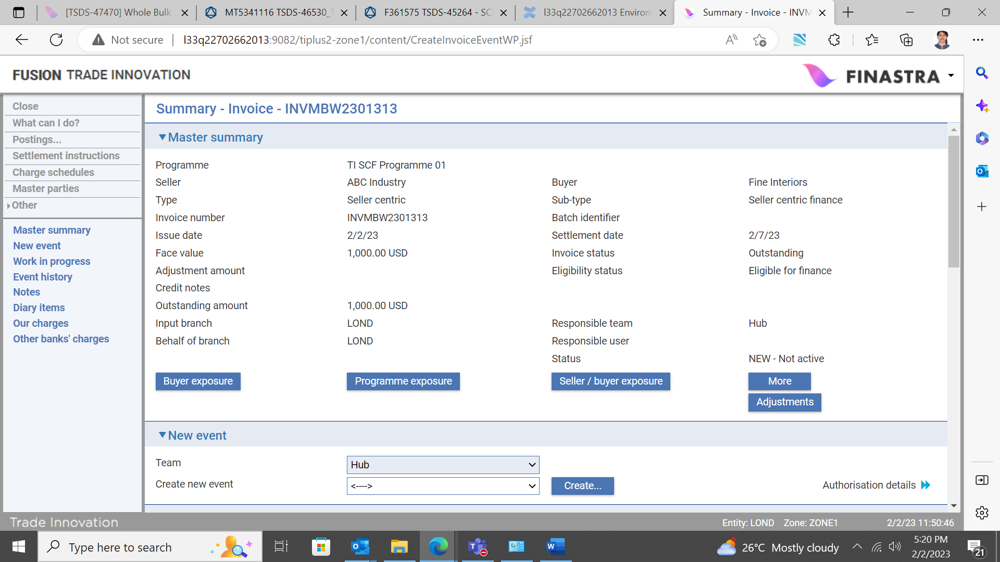 [TSDS-47470] Whole Bulk
MT5341116 TSDS-46530_
F361575 TSDS-45264 - SC
l33q22702662013 Environ
Summary - Invoice - INVM
Not secure
l33q22702662013:9082/tiplus2-zone1/content/CreateInvoiceEventWP.jsf
FUSION TRADE INNOVATION
FINASTRA
Close
What can I do?
Postings...
Settlement instructions
Charge schedules
Master parties
Other
Master summary
New event
Work in progress
Event history
Notes
Diary items
Our charges
Other banks' charges
Summary - Invoice - INVMBW2301313
Master summary
Programme TI SCF Programme 01
Seller ABC Industry Buyer Fine Interiors
Type Seller centric Sub-type Seller centric finance
Invoice number INVMBW2301313 Batch identifier
Issue date 2/2/23 Settlement date 2/7/23
Face value 1,000.00 USD Invoice status Outstanding
Adjustment amount Eligibility status Eligible for finance
Credit notes
Outstanding amount 1,000.00 USD
Input branch LOND Responsible team Hub
Behalf of branch LOND Responsible user
Status NEW - Not active
Buyer exposure Programme exposure Seller / buyer exposure More
Adjustments
New event
Team Hub
Create new event <----> Create... Authorisation details
Trade Innovation Entity: LOND Zone: ZONE1 2/2/23 11:50:46
Type here to search
26°C Mostly cloudy
5:20 PM
2/2/2023
21